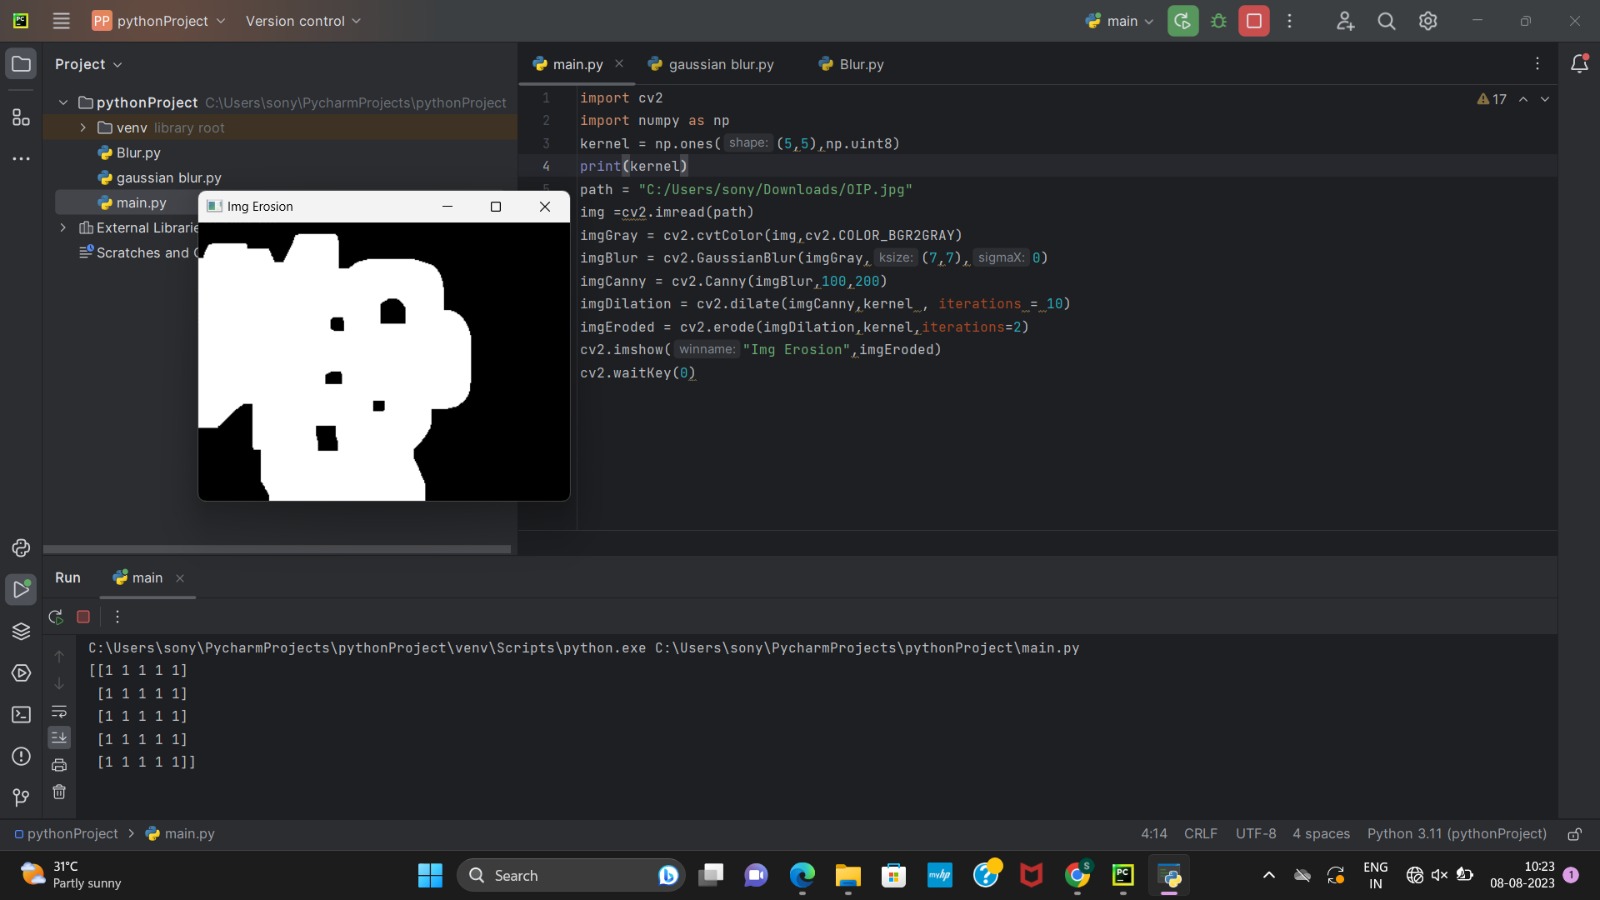 PC PP pythonProject Version control main
Project
main.py gaussian blur.py Blur.py
pythonProject C:\Users\sony\PycharmProjects\pythonProject
venv library root
Blur.py
gaussian blur.py
main.py
External Librarie
Scratches and
Img Erosion
17
1 import cv2
2 import numpy as np
3 kernel = np.ones( shape: (5,5),np.uint8)
4 print(kernel)
5 path = "C:/Users/sony/Downloads/OIP.jpg"
img =cv2.imread(path)
imgGray = cv2.cvtColor(img,cv2.COLOR_BGR2GRAY)
imgBlur = cv2.GaussianBlur(imgGray, ksize: (7,7), sigmaX: 0)
imgCanny = cv2.Canny(imgBlur,100,200)
imgDilation = cv2.dilate(imgCanny,kernel , iterations = 10)
imgEroded = cv2.erode(imgDilation,kernel,iterations=2)
cv2.imshow( winname: "Img Erosion",imgEroded)
cv2.waitKey(0)
Run main
C:\Users\sony\PycharmProjects\pythonProject\venv\Scripts\python.exe C:\Users\sony\PycharmProjects\pythonProject\main.py
[[1 1 1 1 1]
[1 1 1 1 1]
[1 1 1 1 1]
[1 1 1 1 1]
[1 1 1 1 1]]
pythonProject > main.py 4:14 CRLF UTF-8 4 spaces Python 3.11 (pythonProject)
31°C
Partly sunny
Search
myhp
S
PC
ENG
IN
10:23
08-08-2023
1